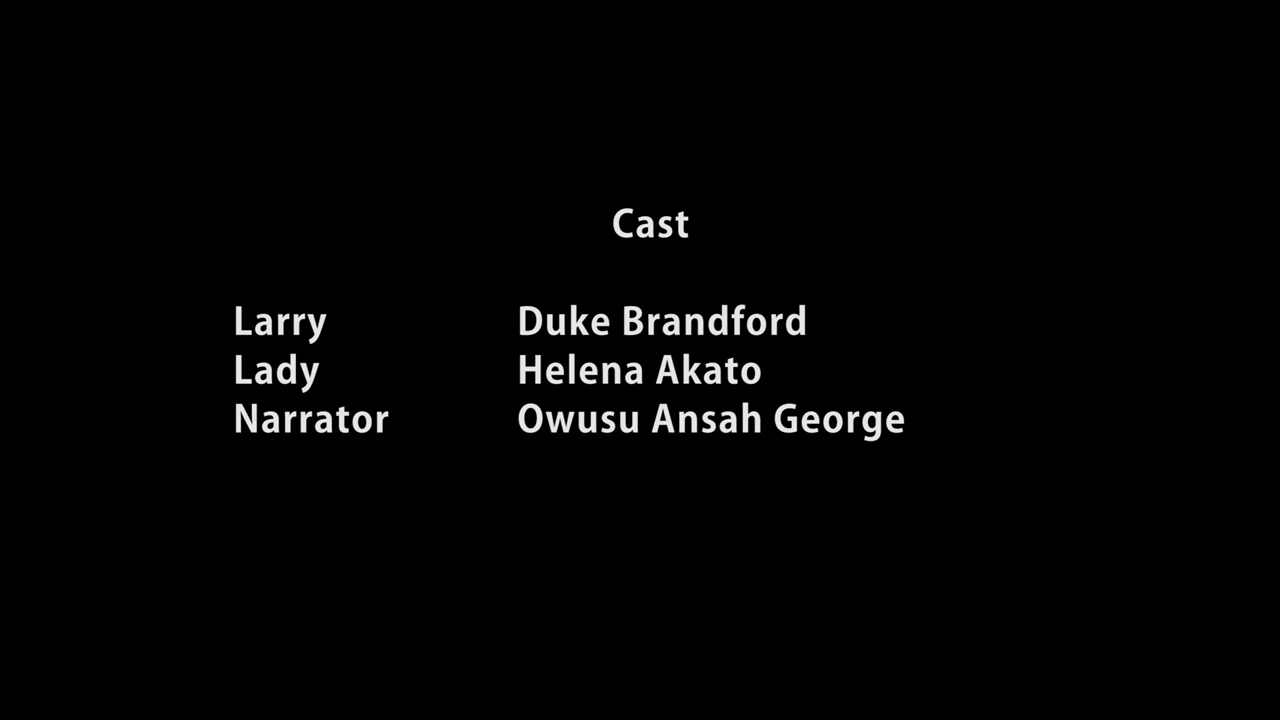 Cast
Larry Duke Brandford
Lady Helena Akato
Narrator Owusu Ansah George